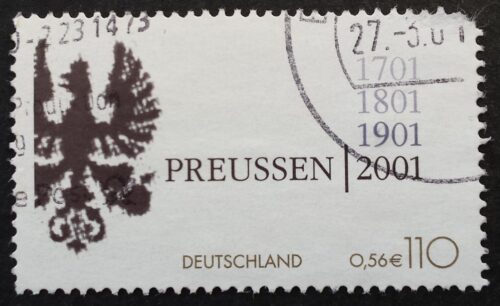 27.-3.01
1701
1801
1901
PREUSSEN | 2001
DEUTSCHLAND 0,56€ 110